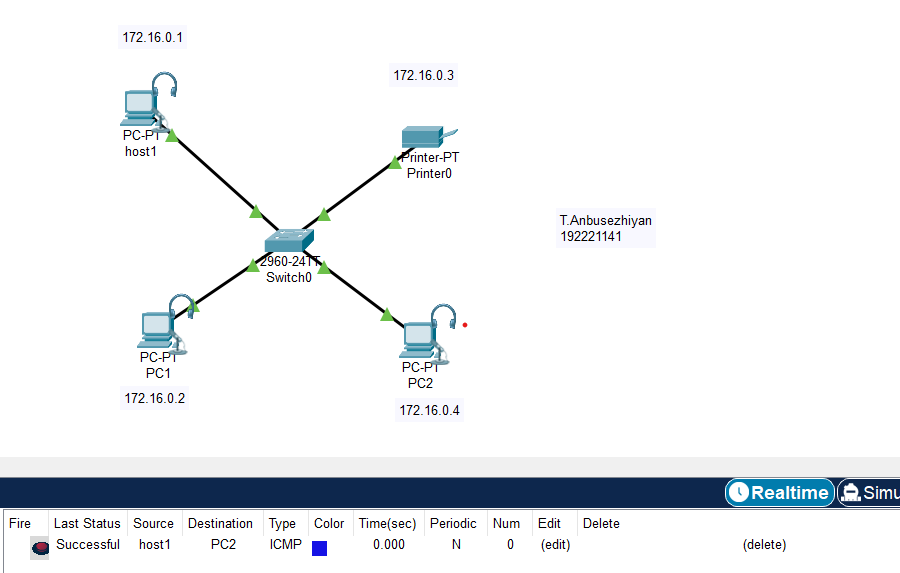 172.16.0.1
172.16.0.3
PC-PT
host1
Printer-PT
Printer0
T.Anbusezhiyan
192221141
2960-24TT
Switch0
PC-PT
PC1
172.16.0.2
PC-PT
PC2
172.16.0.4
Realtime Simu
Fire Last Status Source Destination Type Color Time(sec) Periodic Num Edit Delete
Successful host1 PC2 ICMP 0.000 N 0 (edit) (delete)